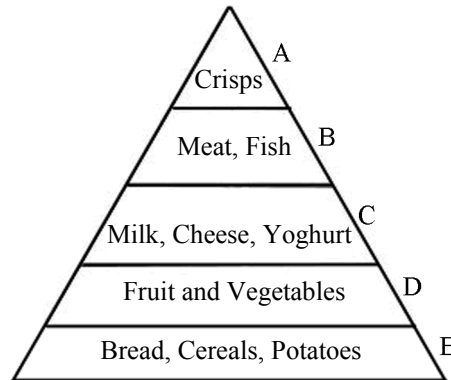 A
Crisps
B
Meat, Fish
C
Milk, Cheese, Yoghurt
D
Fruit and Vegetables
E
Bread, Cereals, Potatoes